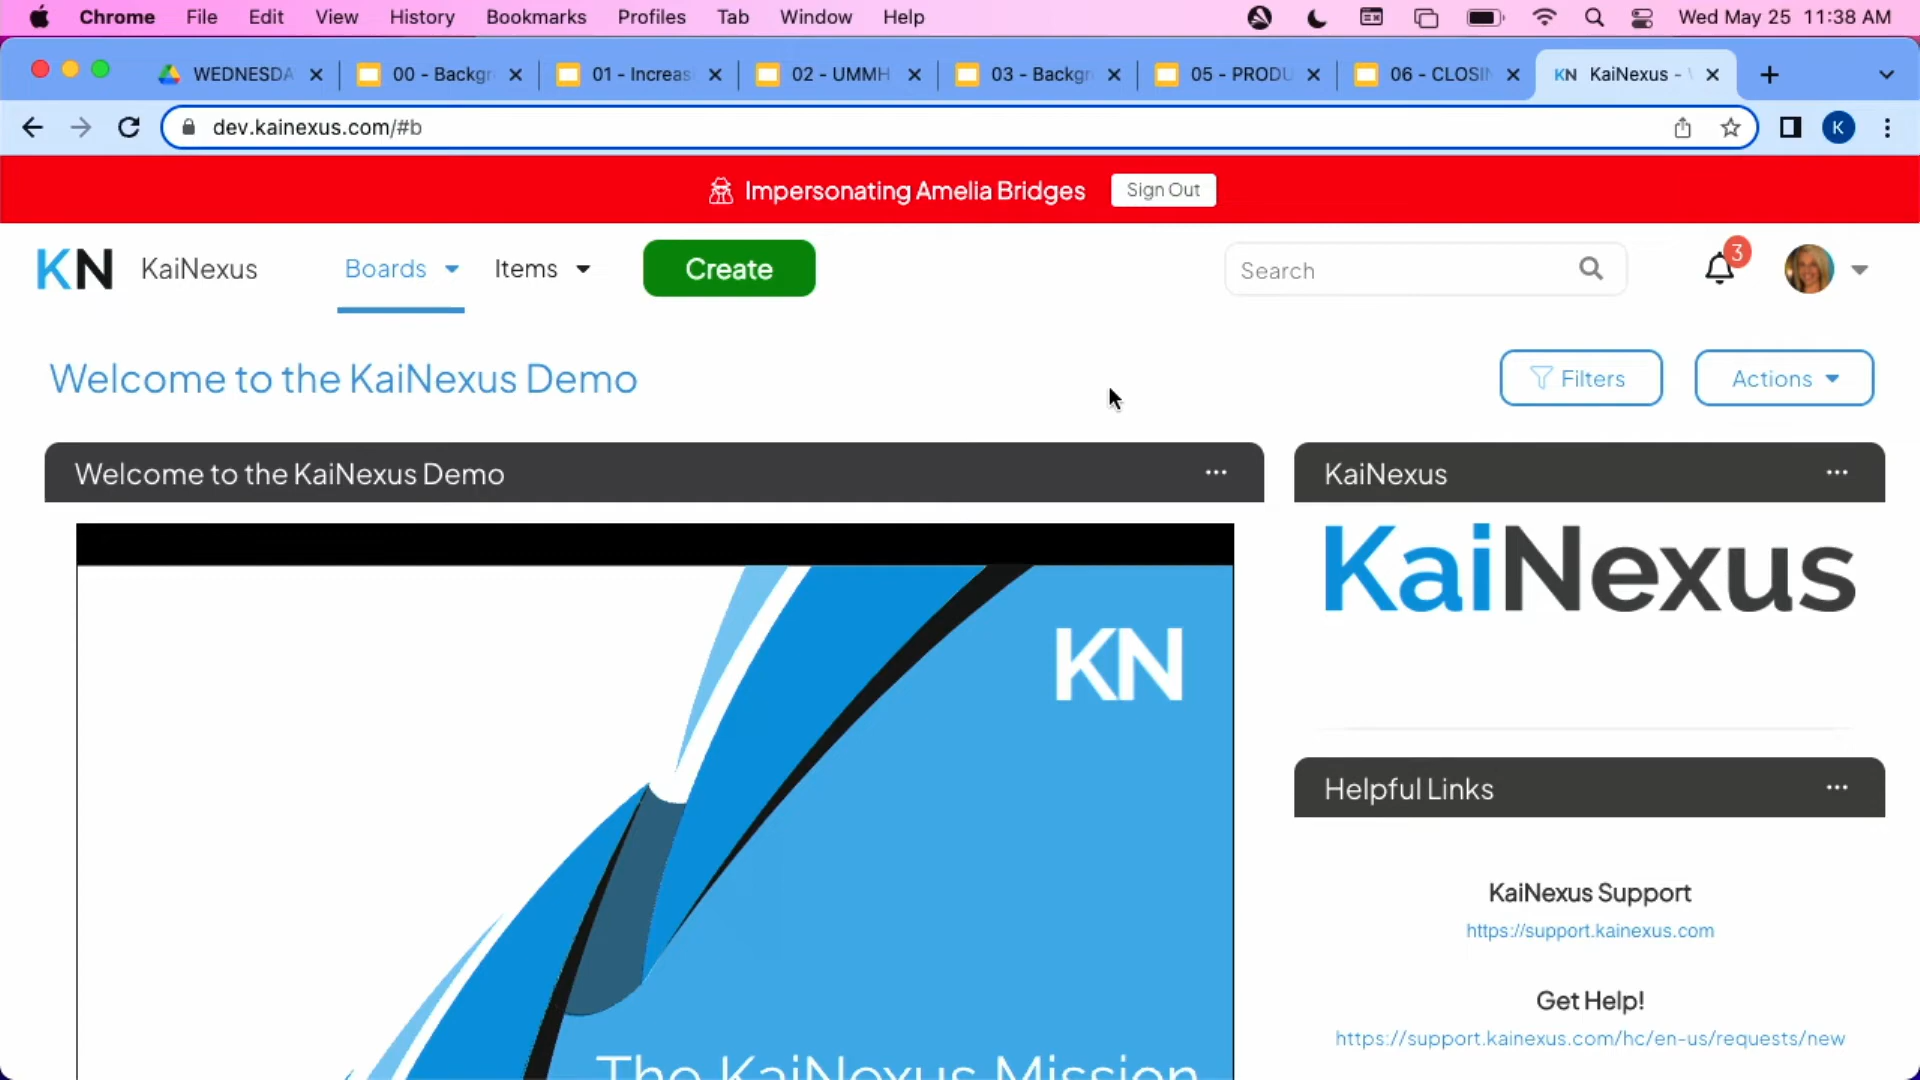 Chrome File Edit View History Bookmarks Profiles Tab Window Help Wed May 25 11:38 AM
WEDNESDA 00 - Backgr 01 - Increas 02 - UMMH 03 - Backgr 05 - PRODU 06 - CLOSIN KN KaiNexus -
dev.kainexus.com/#b K
Impersonating Amelia Bridges Sign Out
KN KaiNexus Boards Items Create Search 3
Welcome to the KaiNexus Demo Filters Actions
Welcome to the KaiNexus Demo ...
KaiNexus ...
KN
KaiNexus
Helpful Links ...
KaiNexus Support
https://support.kainexus.com
Get Help!
https://support.kainexus.com/hc/en-us/requests/new
The KaiNexus Mission